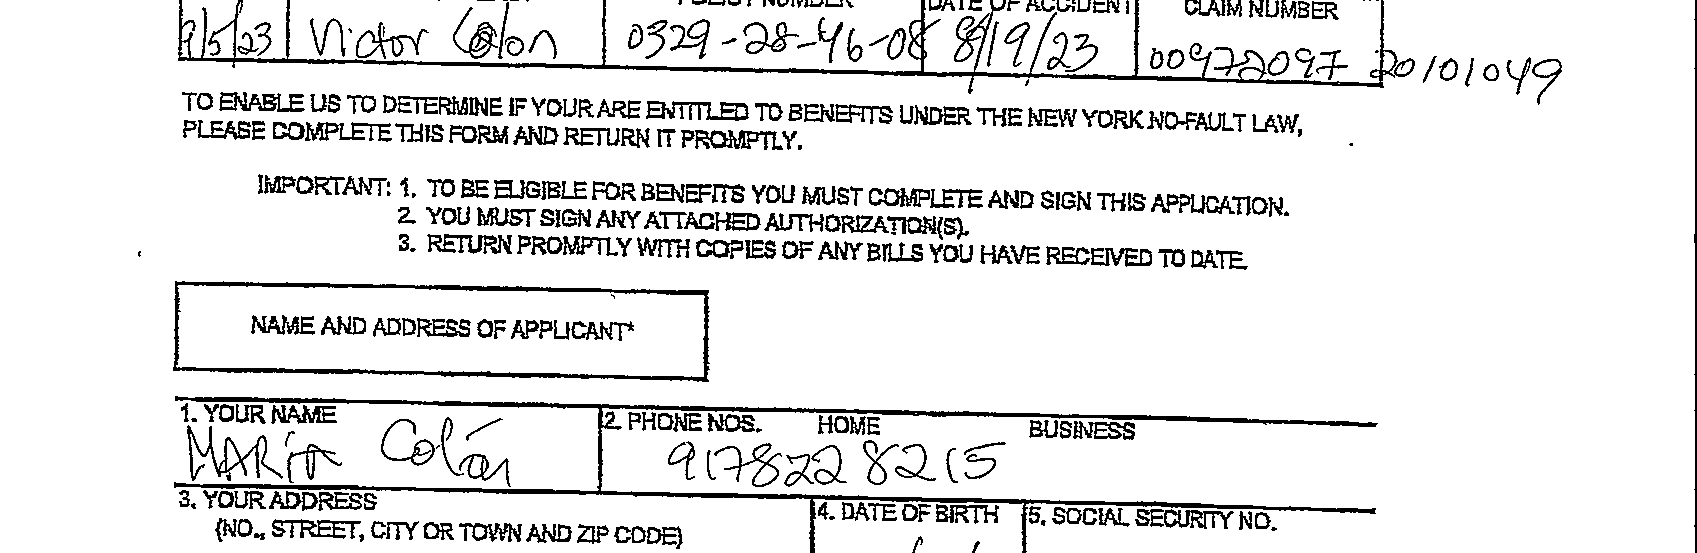 DATE OF ACCIDENT CLAIM NUMBER
9/5/23 Victor Colon 0329-28-46-08 8/19/23 00972097 20101049
TO ENABLE US TO DETERMINE IF YOUR ARE ENTITLED TO BENEFITS UNDER THE NEW YORK NO-FAULT LAW,
PLEASE COMPLETE THIS FORM AND RETURN IT PROMPTLY.
IMPORTANT: 1. TO BE ELIGIBLE FOR BENEFITS YOU MUST COMPLETE AND SIGN THIS APPLICATION.
2. YOU MUST SIGN ANY ATTACHED AUTHORIZATION(S).
3. RETURN PROMPTLY WITH COPIES OF ANY BILLS YOU HAVE RECEIVED TO DATE.
NAME AND ADDRESS OF APPLICANT*
1. YOUR NAME 2. PHONE NOS. HOME BUSINESS
MARia Colón 9178228215
3. YOUR ADDRESS 4. DATE OF BIRTH 5. SOCIAL SECURITY NO.
(NO., STREET, CITY OR TOWN AND ZIP CODE)